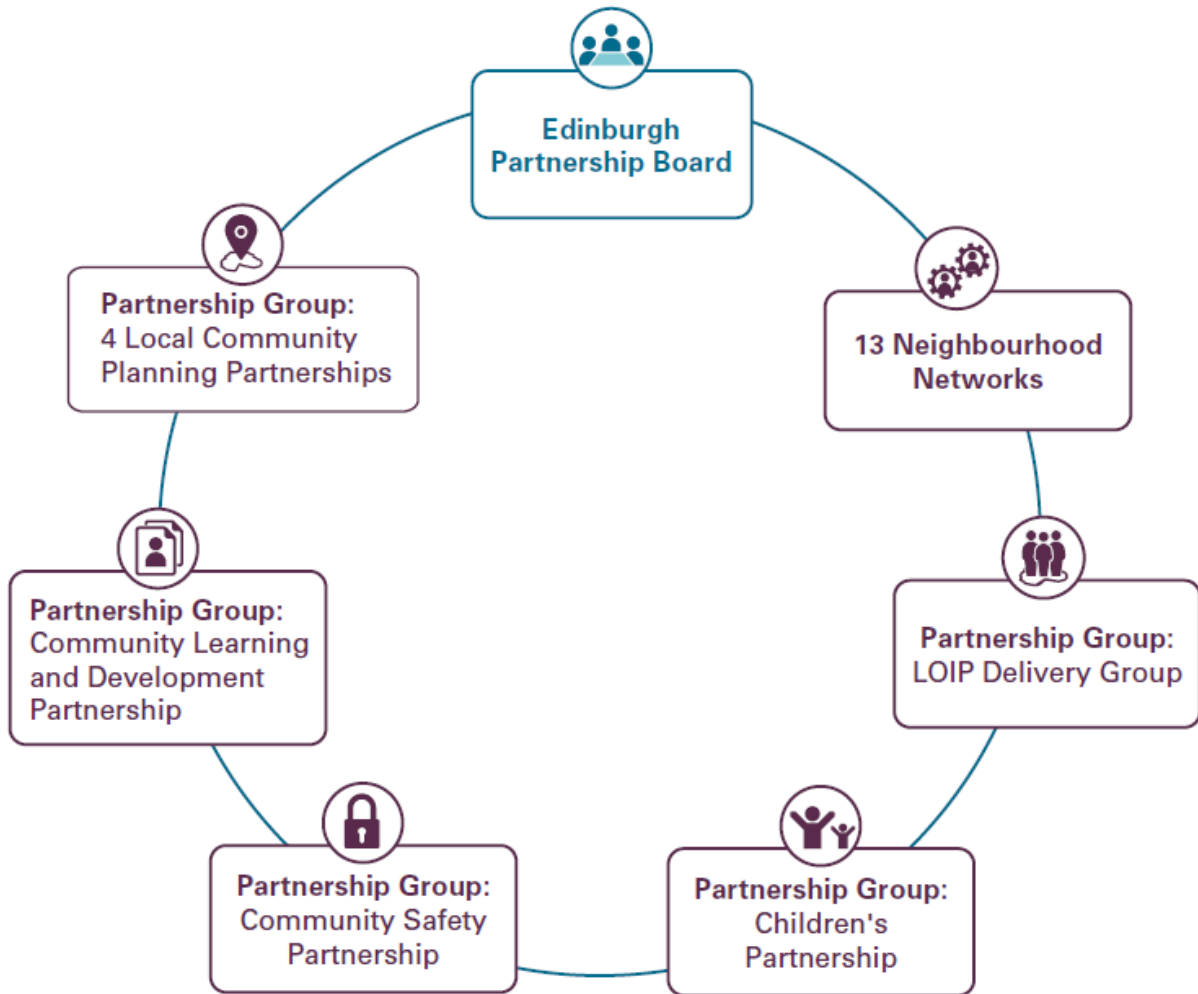 Edinburgh
Partnership Board
Partnership Group:
4 Local Community
Planning Partnerships
13 Neighbourhood
Networks
Partnership Group:
Community Learning
and Development
Partnership
Partnership Group:
LOIP Delivery Group
Partnership Group:
Community Safety
Partnership
Partnership Group:
Children's
Partnership